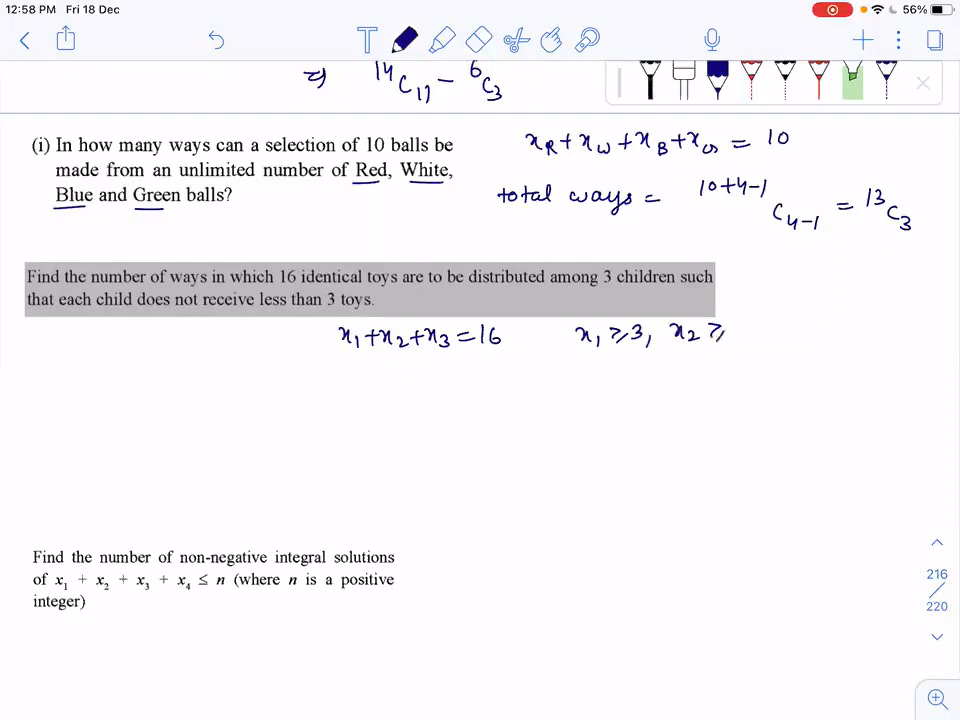 12:58 PM Fri 18 Dec
56%
⇒ ¹⁴C₁₁ − ⁶C₃
(i) In how many ways can a selection of 10 balls be
made from an unlimited number of Red, White,
Blue and Green balls?
x_R + x_W + x_B + x_G = 10
total ways = ¹⁰⁺⁴⁻¹C₄₋₁ = ¹³C₃
Find the number of ways in which 16 identical toys are to be distributed among 3 children such
that each child does not receive less than 3 toys.
x₁ + x₂ + x₃ = 16 x₁ ≥ 3, x₂ ≥
Find the number of non-negative integral solutions
of x₁ + x₂ + x₃ + x₄ ≤ n (where n is a positive
integer)
216
/
220